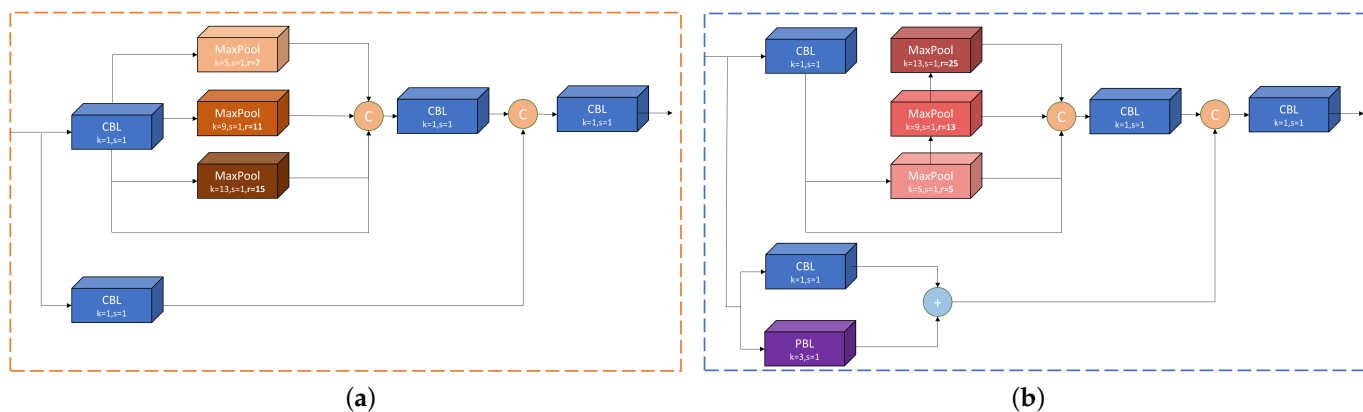 MaxPool
k=5,s=1,r=7
CBL
k=1,s=1
MaxPool
k=9,s=1,r=11
MaxPool
k=13,s=1,r=15
C
CBL
k=1,s=1
C
CBL
k=1,s=1
CBL
k=1,s=1
(a)
CBL
k=1,s=1
MaxPool
k=13,s=1,r=25
MaxPool
k=9,s=1,r=13
MaxPool
k=5,s=1,r=5
C
CBL
k=1,s=1
C
CBL
k=1,s=1
CBL
k=1,s=1
+
PBL
k=3,s=1
(b)